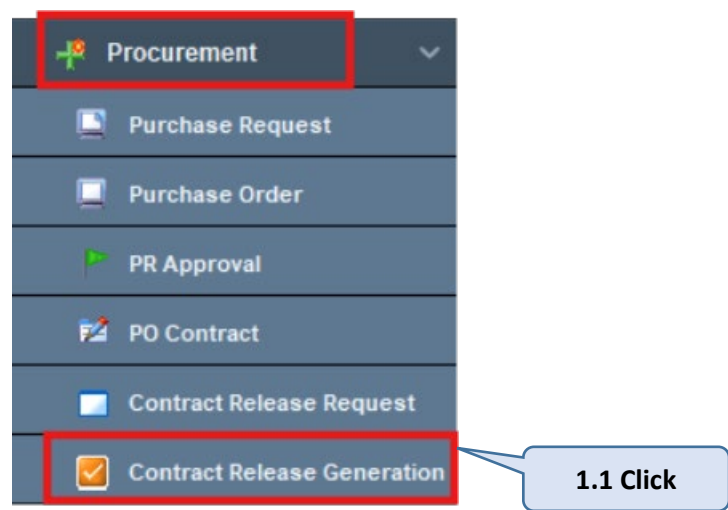 Procurement
Purchase Request
Purchase Order
PR Approval
PO Contract
Contract Release Request
Contract Release Generation
1.1 Click